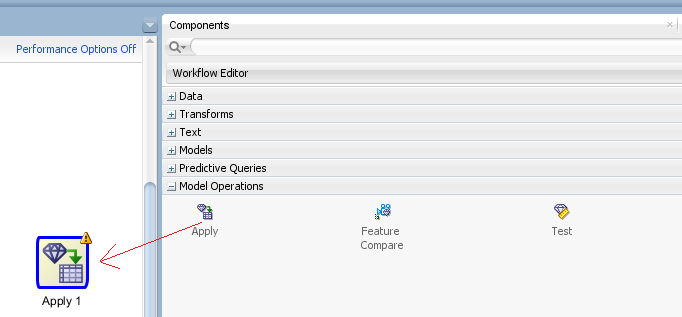 Components
Performance Options Off
Workflow Editor
Data
Transforms
Text
Models
Predictive Queries
Model Operations
Apply
Feature
Compare
Test
Apply 1